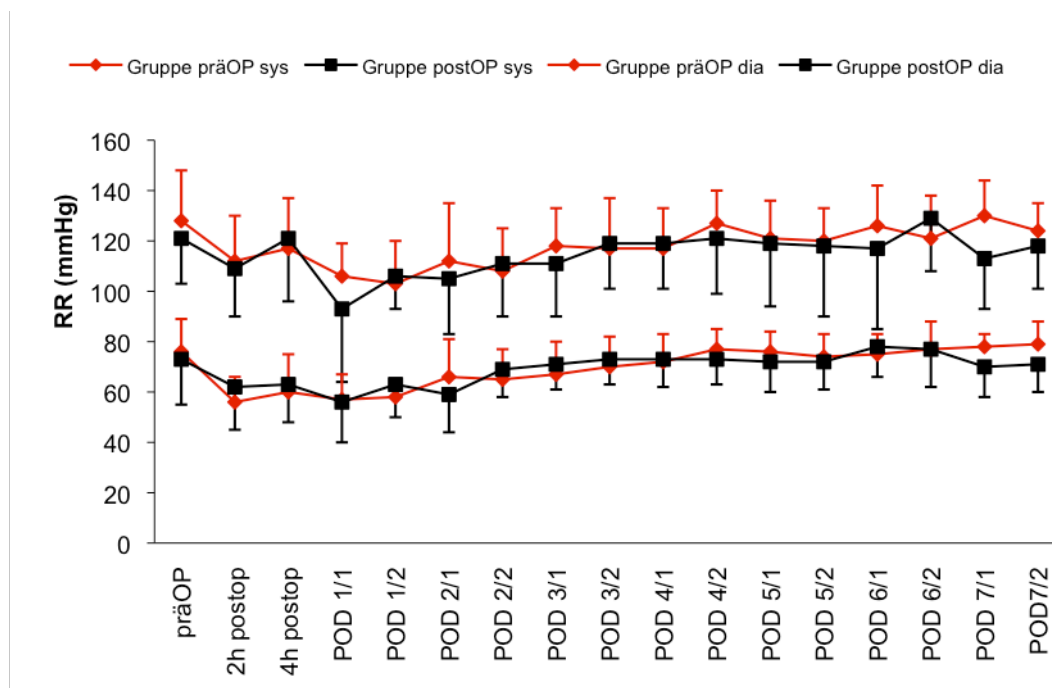 Gruppe präOP sys Gruppe postOP sys Gruppe präOP dia Gruppe postOP dia
RR (mmHg)
160
140
120
100
80
60
40
20
0
präOP
2h postop
4h postop
POD 1/1
POD 1/2
POD 2/1
POD 2/2
POD 3/1
POD 3/2
POD 4/1
POD 4/2
POD 5/1
POD 5/2
POD 6/1
POD 6/2
POD 7/1
POD7/2